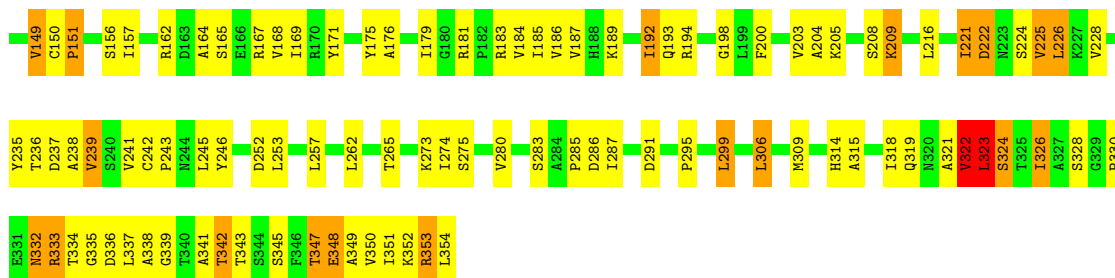 V149 C150 P151 S156 I157 R162 D163 A164 S165 E166 R167 V168 I169 R170 Y171 Y175 A176 I179 G180 R181 P182 R183 V184 I185 V186 V187 H188 K189 I192 Q193 R194 G198 L199 F200 V203 A204 K205 S208 K209 L216 I221 D222 N223 S224 V225 L226 K227 V228
Y235 T236 D237 A238 V239 S240 V241 C242 P243 N244 L245 Y246 D252 L253 L257 L262 T265 K273 I274 S275 V280 S283 A284 P285 D286 I287 D291 P295 L299 L306 M309 H314 A315 I318 Q319 N320 A321 V322 L323 S324 T325 I326 A327 S328 G329
E331 N332 R333 T334 G335 D336 L337 A338 G339 T340 A341 T342 T343 S344 S345 F346 T347 E348 A349 V350 I351 K352 R353 L354